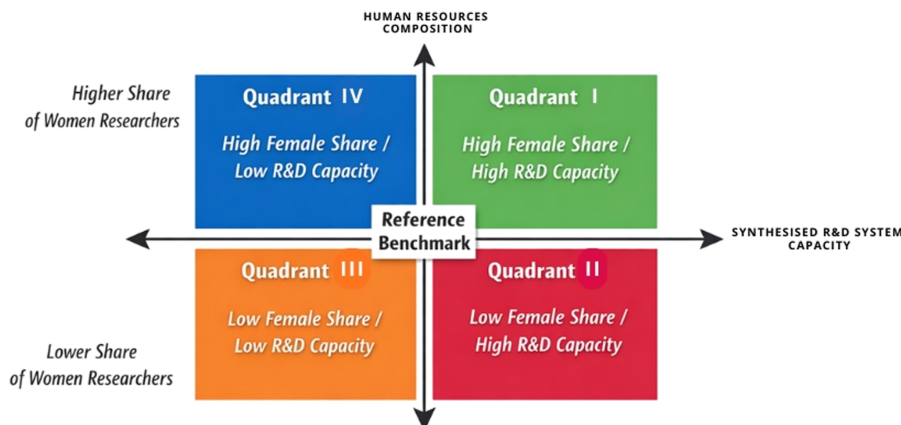 HUMAN RESOURCES
COMPOSITION
Higher Share
of Women Researchers
Quadrant IV
High Female Share /
Low R&D Capacity
Quadrant I
High Female Share /
High R&D Capacity
Reference
Benchmark
SYNTHESISED R&D SYSTEM
CAPACITY
Quadrant III
Low Female Share /
Low R&D Capacity
Quadrant II
Low Female Share /
High R&D Capacity
Lower Share
of Women Researchers